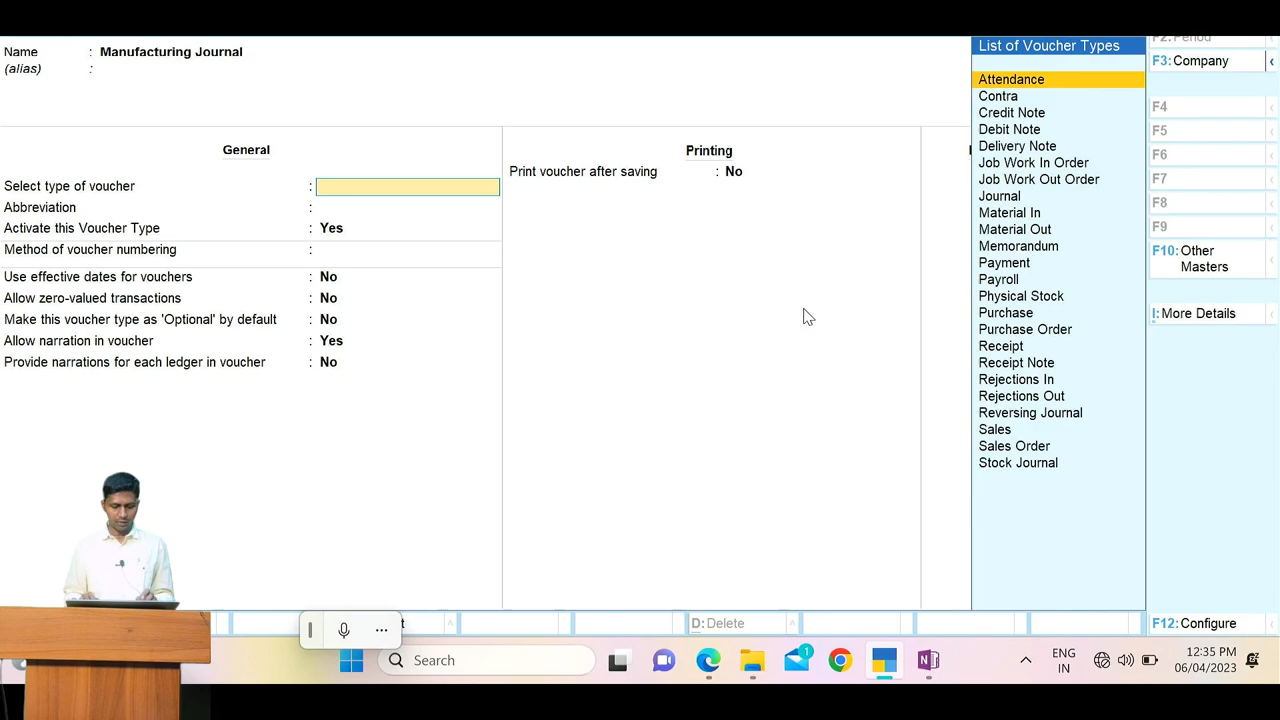 Name : Manufacturing Journal
(alias) :
General
Select type of voucher :
Abbreviation :
Activate this Voucher Type : Yes
Method of voucher numbering :
Use effective dates for vouchers : No
Allow zero-valued transactions : No
Make this voucher type as 'Optional' by default : No
Allow narration in voucher : Yes
Provide narrations for each ledger in voucher : No
Printing
Print voucher after saving : No
List of Voucher Types
Attendance
Contra
Credit Note
Debit Note
Delivery Note
Job Work In Order
Job Work Out Order
Journal
Material In
Material Out
Memorandum
Payment
Payroll
Physical Stock
Purchase
Purchase Order
Receipt
Receipt Note
Rejections In
Rejections Out
Reversing Journal
Sales
Sales Order
Stock Journal
F2: Period
F3: Company
F4
F5
F6
F7
F8
F9
F10: Other
Masters
I: More Details
D: Delete
F12: Configure
Search
1
ENG
IN
12:35 PM
06/04/2023